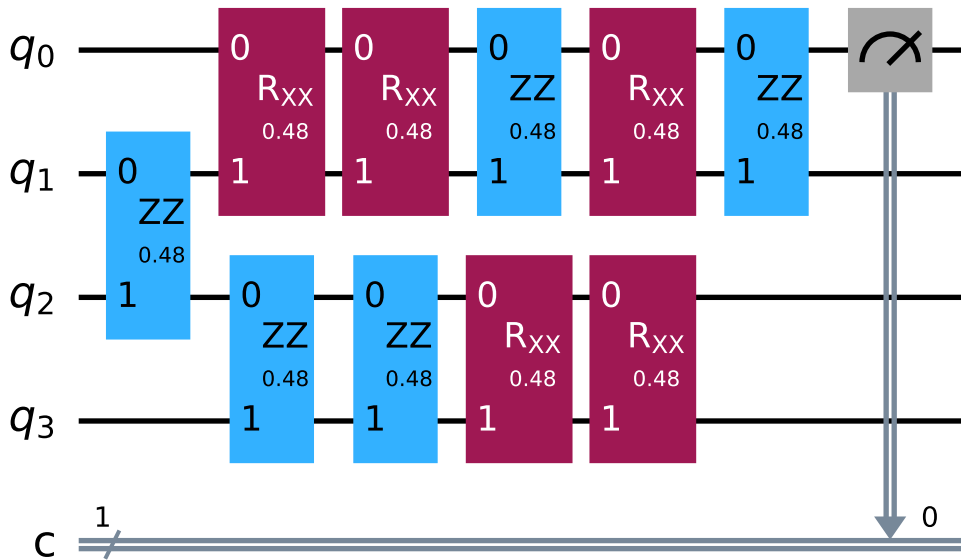 q0 0 0 0 0 0
RXX RXX ZZ RXX ZZ
0.48 0.48 0.48 0.48 0.48
q1 0 1 1 1 1 1
ZZ
0.48
q2 1 0 0 0 0
ZZ ZZ RXX RXX
0.48 0.48 0.48 0.48
q3 1 1 1 1
1 0
c